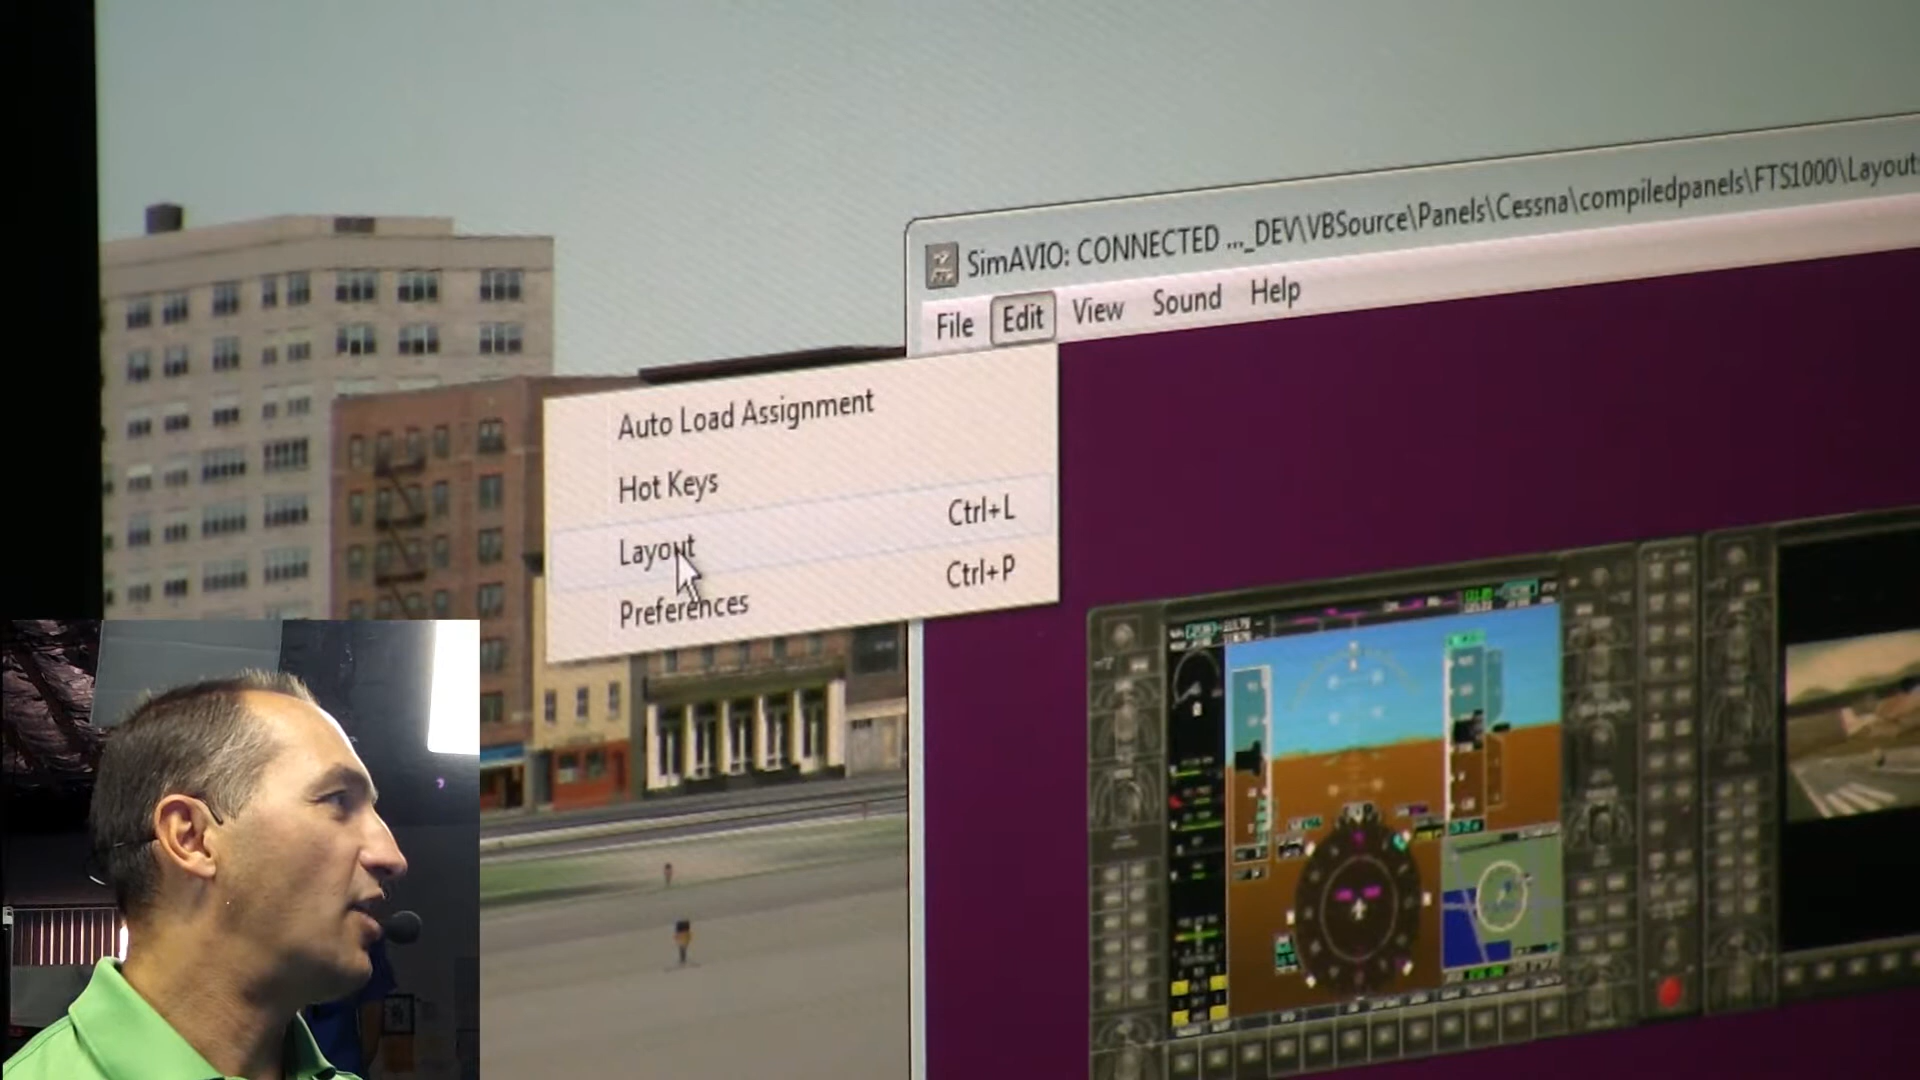 SimAVIO: CONNECTED ..._DEV\VBSource\Panels\Cessna\compiledpanels\FTS1000\Layout
File Edit View Sound Help
Auto Load Assignment
Hot Keys
Layout Ctrl+L
Preferences Ctrl+P